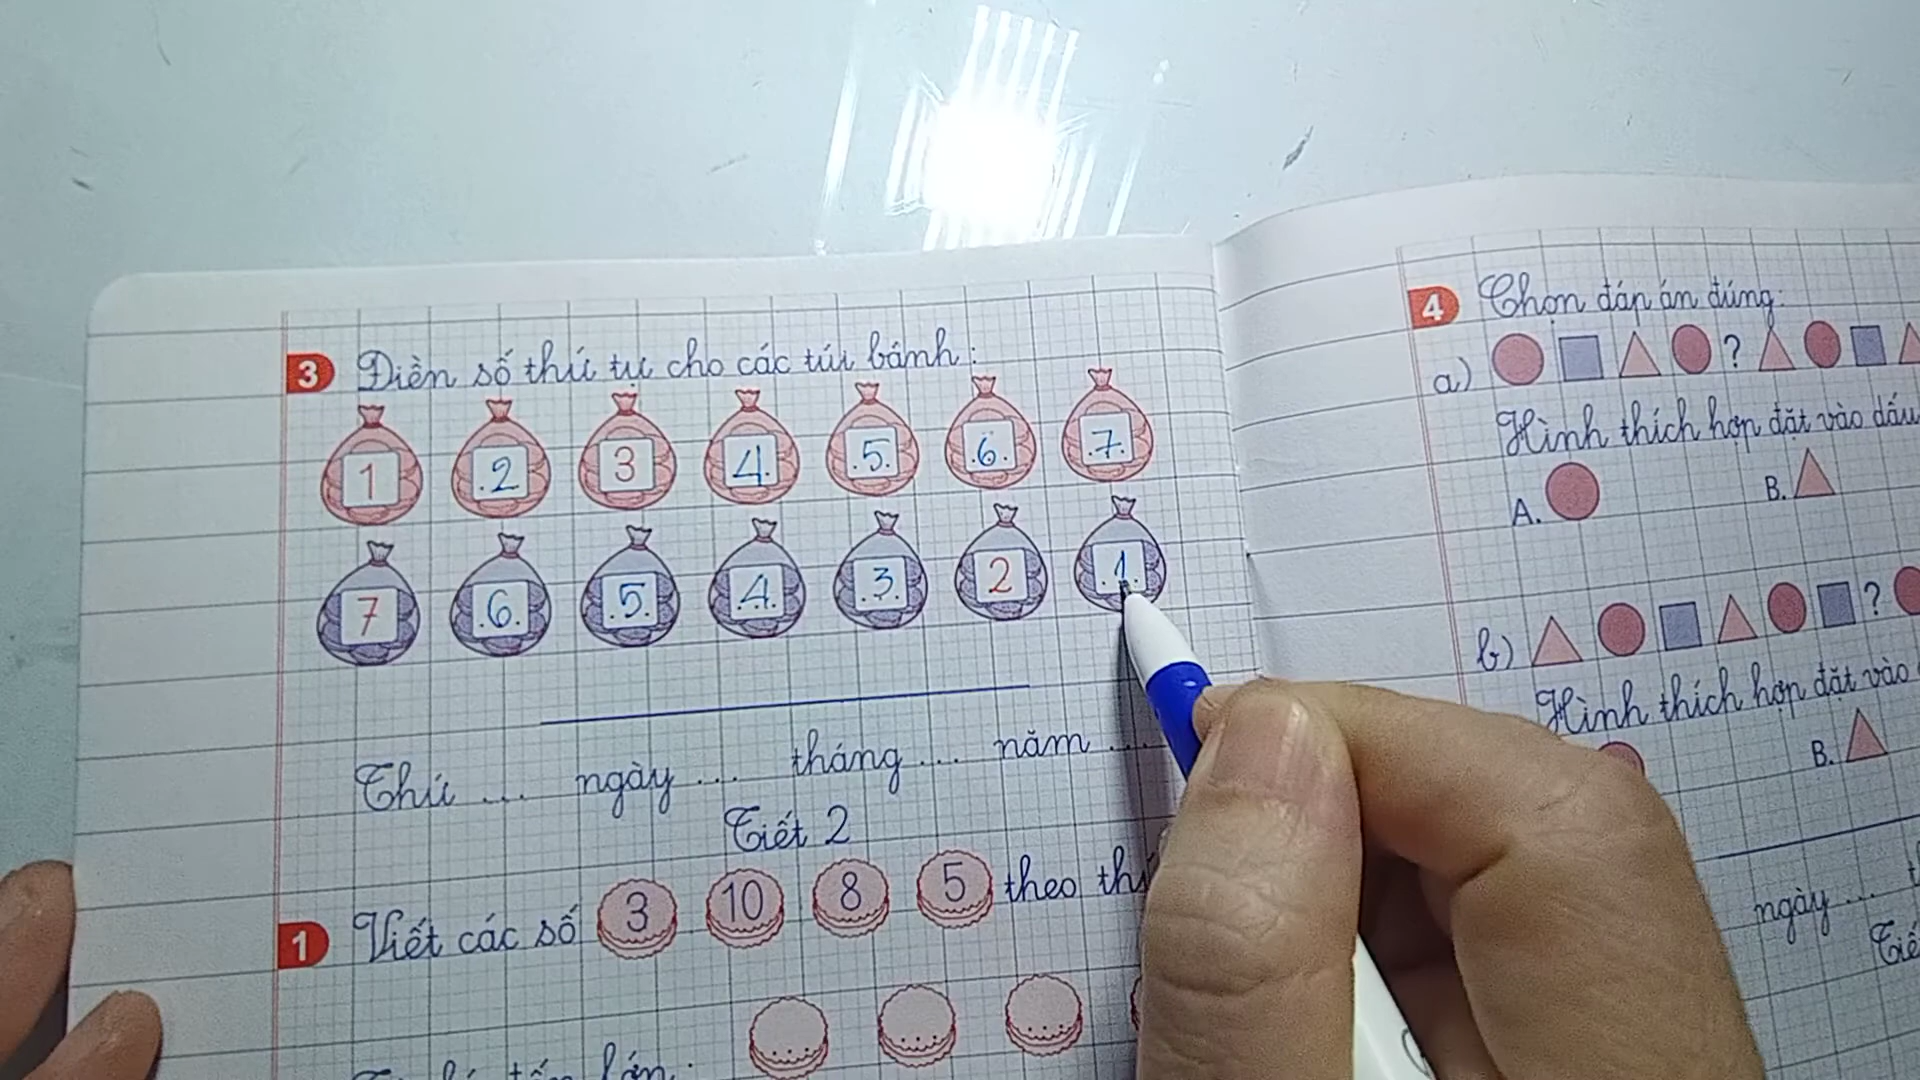 3 Điền số thứ tự cho các túi bánh:
1 2 3 4 5 6 7
7 6 5 4 3 2 1
Thứ ... ngày ... tháng ... năm ...
Tiết 2
1 Viết các số 3 10 8 5 theo
4 Chọn đáp án đúng:
a) ?
Hình thích hợp đặt vào dấu
A. B.
b) ?
Hình thích hợp đặt vào
B.
ngày ...